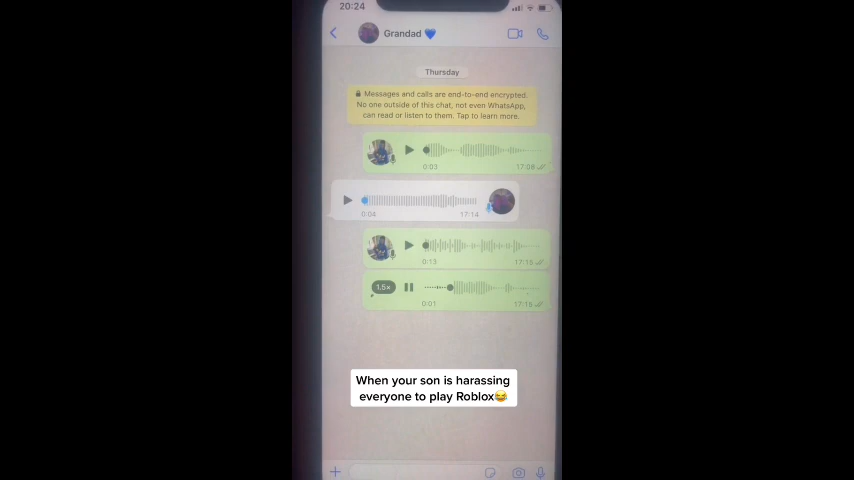 20:24
Grandad 💙
Thursday
Messages and calls are end-to-end encrypted.
No one outside of this chat, not even WhatsApp,
can read or listen to them. Tap to learn more.
0:03 17:08
0:04 17:14
0:13 17:15
1.5×
0:01 17:16
When your son is harassing
everyone to play Roblox😂